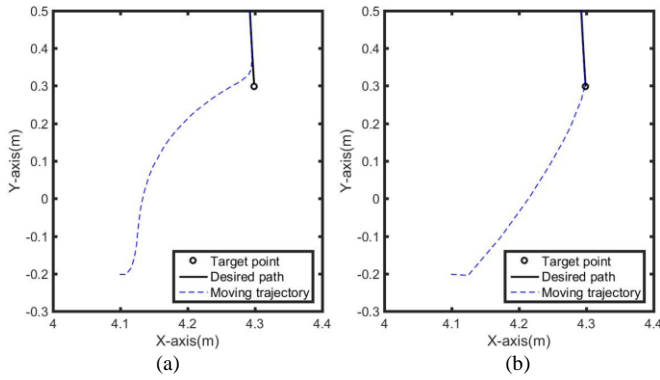 0.5
0.4
0.3
0.2
0.1
0
-0.1
-0.2
-0.3
Y-axis(m)
Target point
Desired path
Moving trajectory
4 4.1 4.2 4.3 4.4
X-axis(m)
(a)
0.5
0.4
0.3
0.2
0.1
0
-0.1
-0.2
-0.3
Y-axis(m)
Target point
Desired path
Moving trajectory
4 4.1 4.2 4.3 4.4
X-axis(m)
(b)